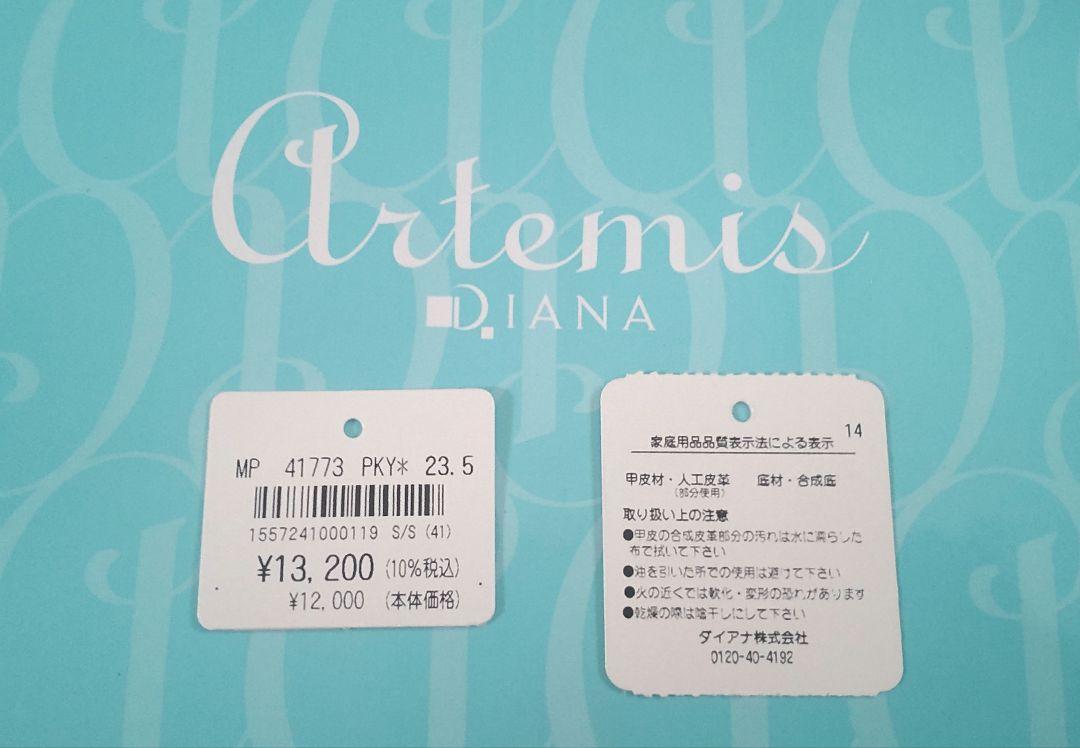 Artemis
DIANA
MP 41773 PKY* 23.5
1557241000119 S/S (41)
¥13,200 (10%税込)
¥12,000 (本体価格)
14
家庭用品品質表示法による表示
甲皮材・人工皮革 底材・合成底
(部分使用)
取り扱い上の注意
●甲皮の合成皮革部分の汚れは水に濡らした
布で拭いて下さい
●油を引いた所での使用は避けて下さい
●火の近くでは軟化・変形の恐れがあります
●乾燥の際は陰干しにして下さい
ダイアナ株式会社
0120-40-4192